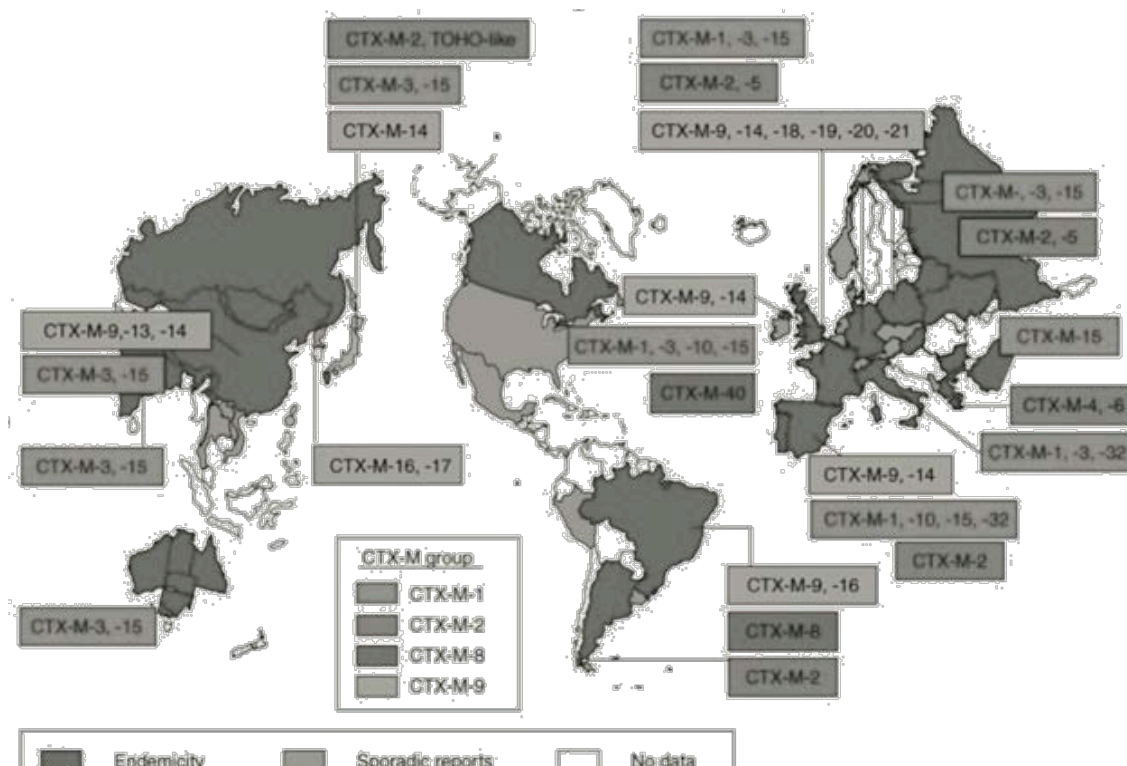 CTX-M-2, TOHO-like
CTX-M-3, -15
CTX-M-14
CTX-M-1, -3, -15
CTX-M-2, -5
CTX-M-9, -14, -18, -19, -20, -21
CTX-M-, -3, -15
CTX-M-2, -5
CTX-M-9, -14
CTX-M-1, -3, -10, -15
CTX-M-40
CTX-M-15
CTX-M-4, -6
CTX-M-1, -3, -32
CTX-M-9,-13, -14
CTX-M-3, -15
CTX-M-3, -15
CTX-M-16, -17
CTX-M-9, -14
CTX-M-1, -10, -15, -32
CTX-M-2
CTX-M-9, -16
CTX-M-8
CTX-M-2
CTX-M-3, -15
CTX-M group
CTX-M-1
CTX-M-2
CTX-M-8
CTX-M-9
Endemicity Sporadic reports No data